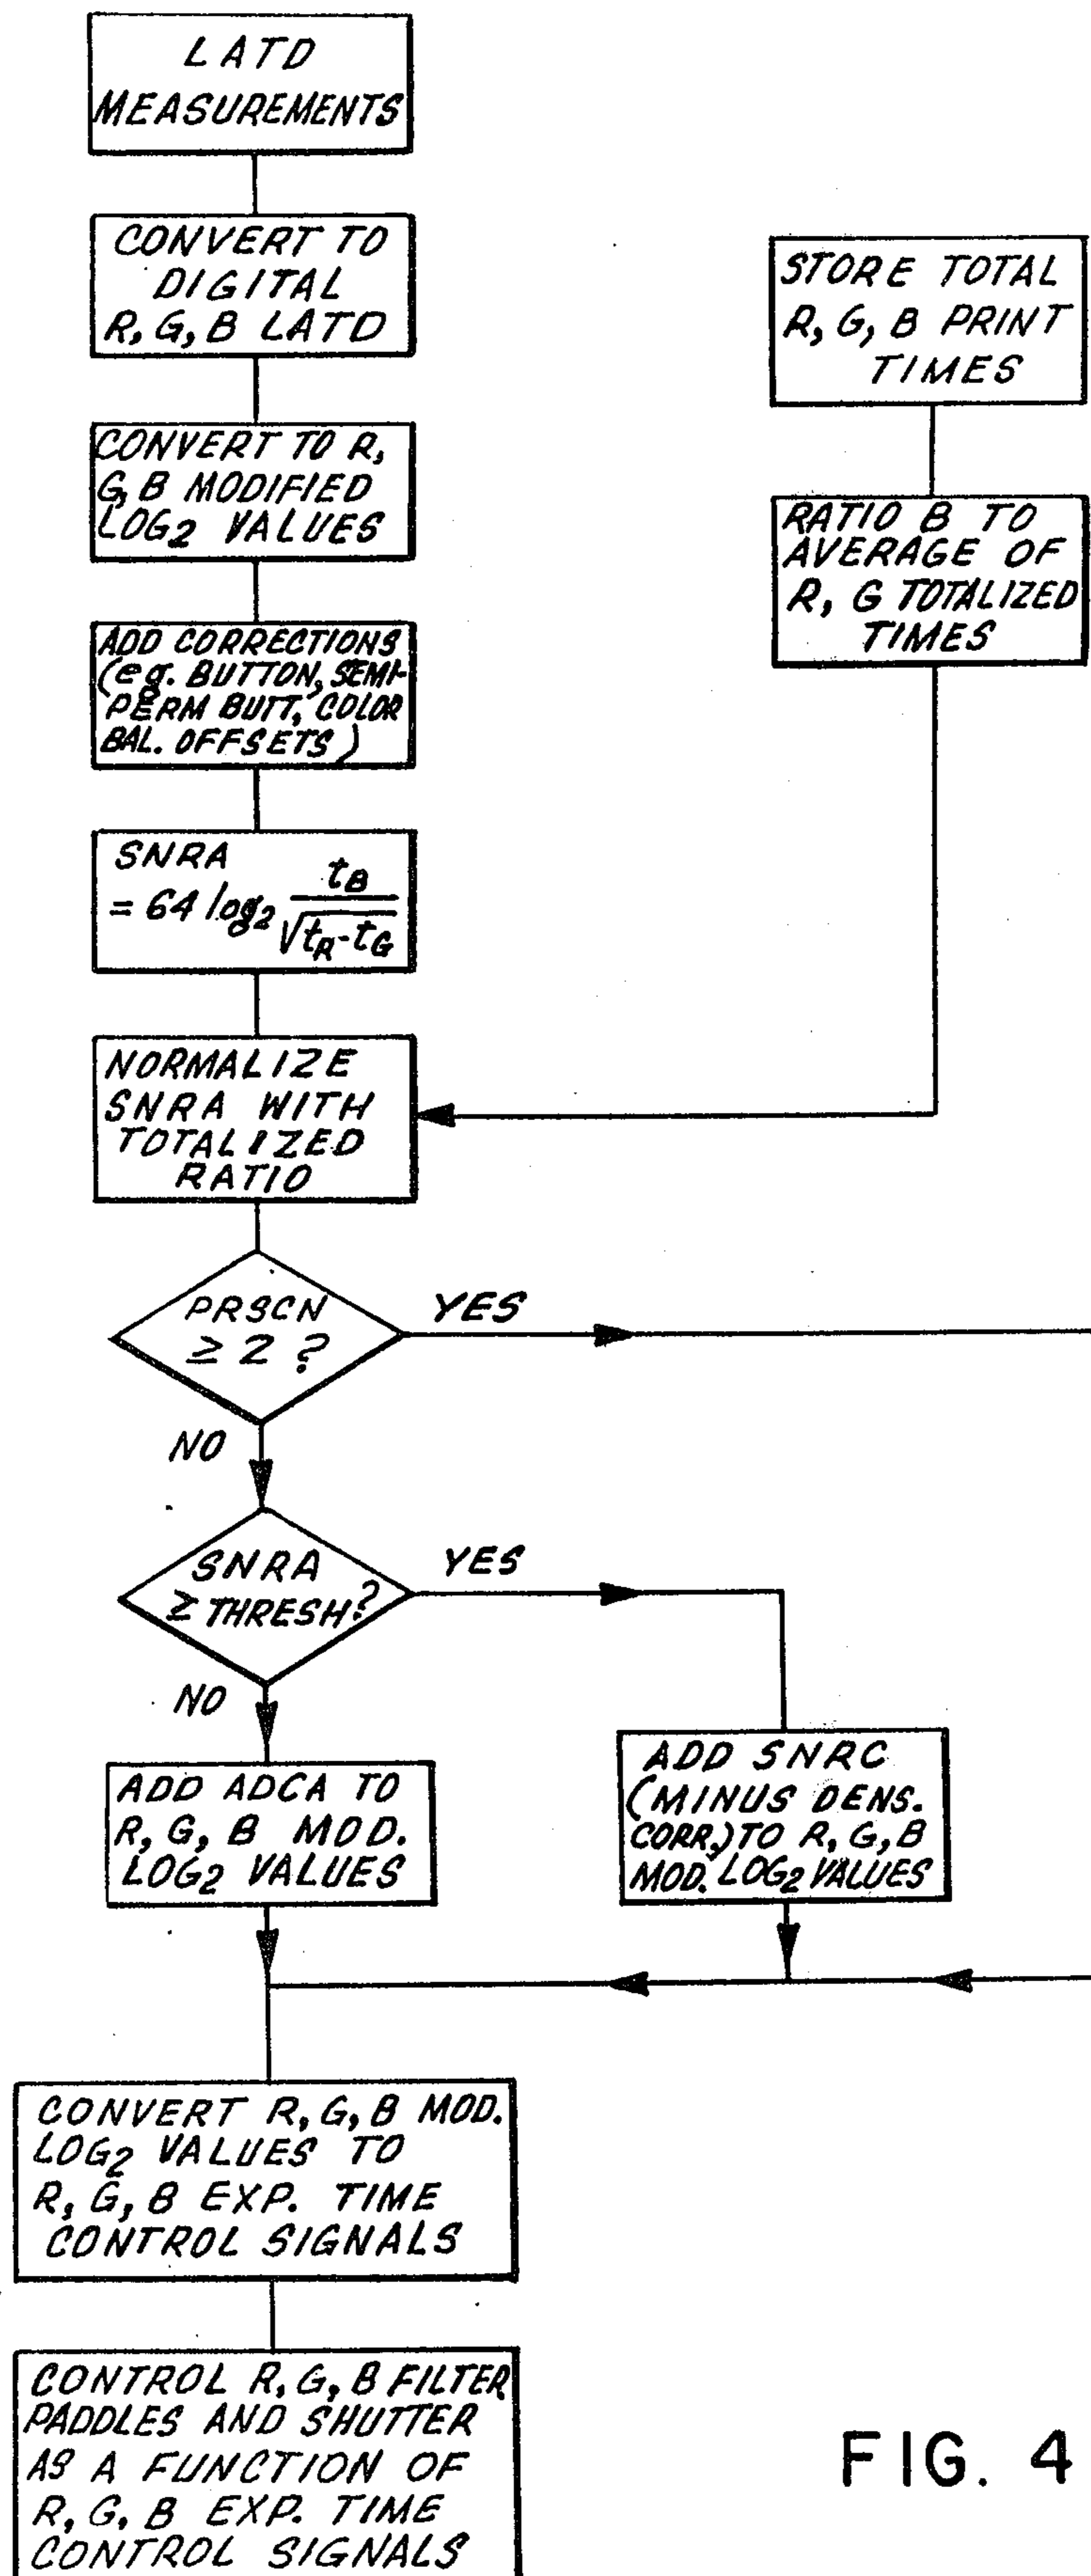 LATD
MEASUREMENTS
CONVERT TO
DIGITAL
R, G, B LATD
CONVERT TO R,
G, B MODIFIED
LOG₂ VALUES
ADD CORRECTIONS
(eg. BUTTON, SEMI-
PERM BUTT, COLOR
BAL. OFFSETS)
SNRA
= 64 log₂ t_B / √(t_R - t_G)
STORE TOTAL
R, G, B PRINT
TIMES
RATIO B TO
AVERAGE OF
R, G TOTALIZED
TIMES
NORMALIZE
SNRA WITH
TOTALIZED
RATIO
PRSCN
≥ 2 ?
YES
NO
SNRA
≥ THRESH?
YES
NO
ADD ADCA TO
R, G, B MOD.
LOG₂ VALUES
ADD SNRC
(MINUS DENS.
CORR.) TO R, G, B
MOD. LOG₂ VALUES
CONVERT R, G, B MOD.
LOG₂ VALUES TO
R, G, B EXP. TIME
CONTROL SIGNALS
CONTROL R, G, B FILTER
PADDLES AND SHUTTER
AS A FUNCTION OF
R, G, B EXP. TIME
CONTROL SIGNALS
FIG. 4